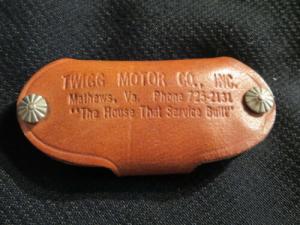 TWIGG MOTOR CO., INC.
Mathews, Va. Phone 725-2131
"The House That Service Built"